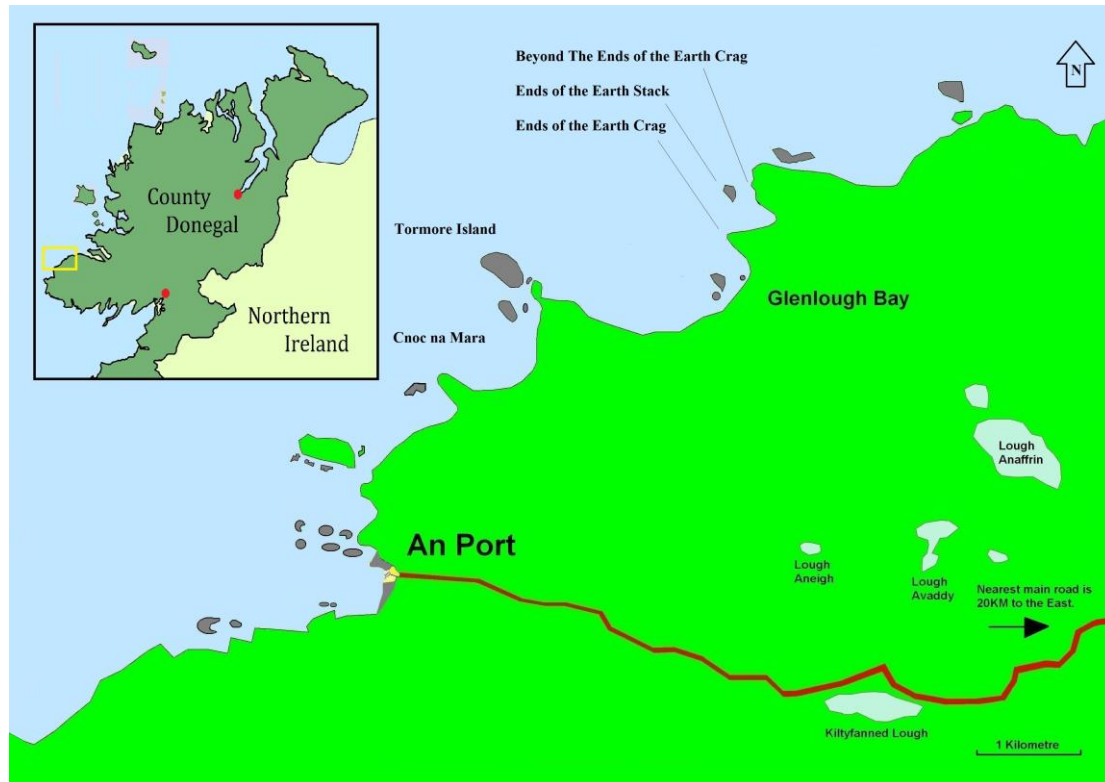 Beyond The Ends of the Earth Crag
Ends of the Earth Stack
Ends of the Earth Crag
N
County
Donegal
Northern
Ireland
Tormore Island
Cnoc na Mara
Glenlough Bay
Lough
Anaffrin
An Port
Lough
Aneigh
Lough
Avaddy
Nearest main road is
20KM to the East.
Kiltyfanned Lough
1 Kilometre